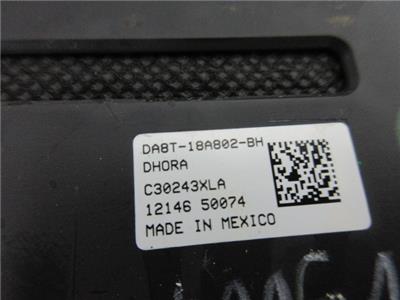 DA8T-18A802-BH
DHORA
C30243XLA
12146 50074
MADE IN MEXICO